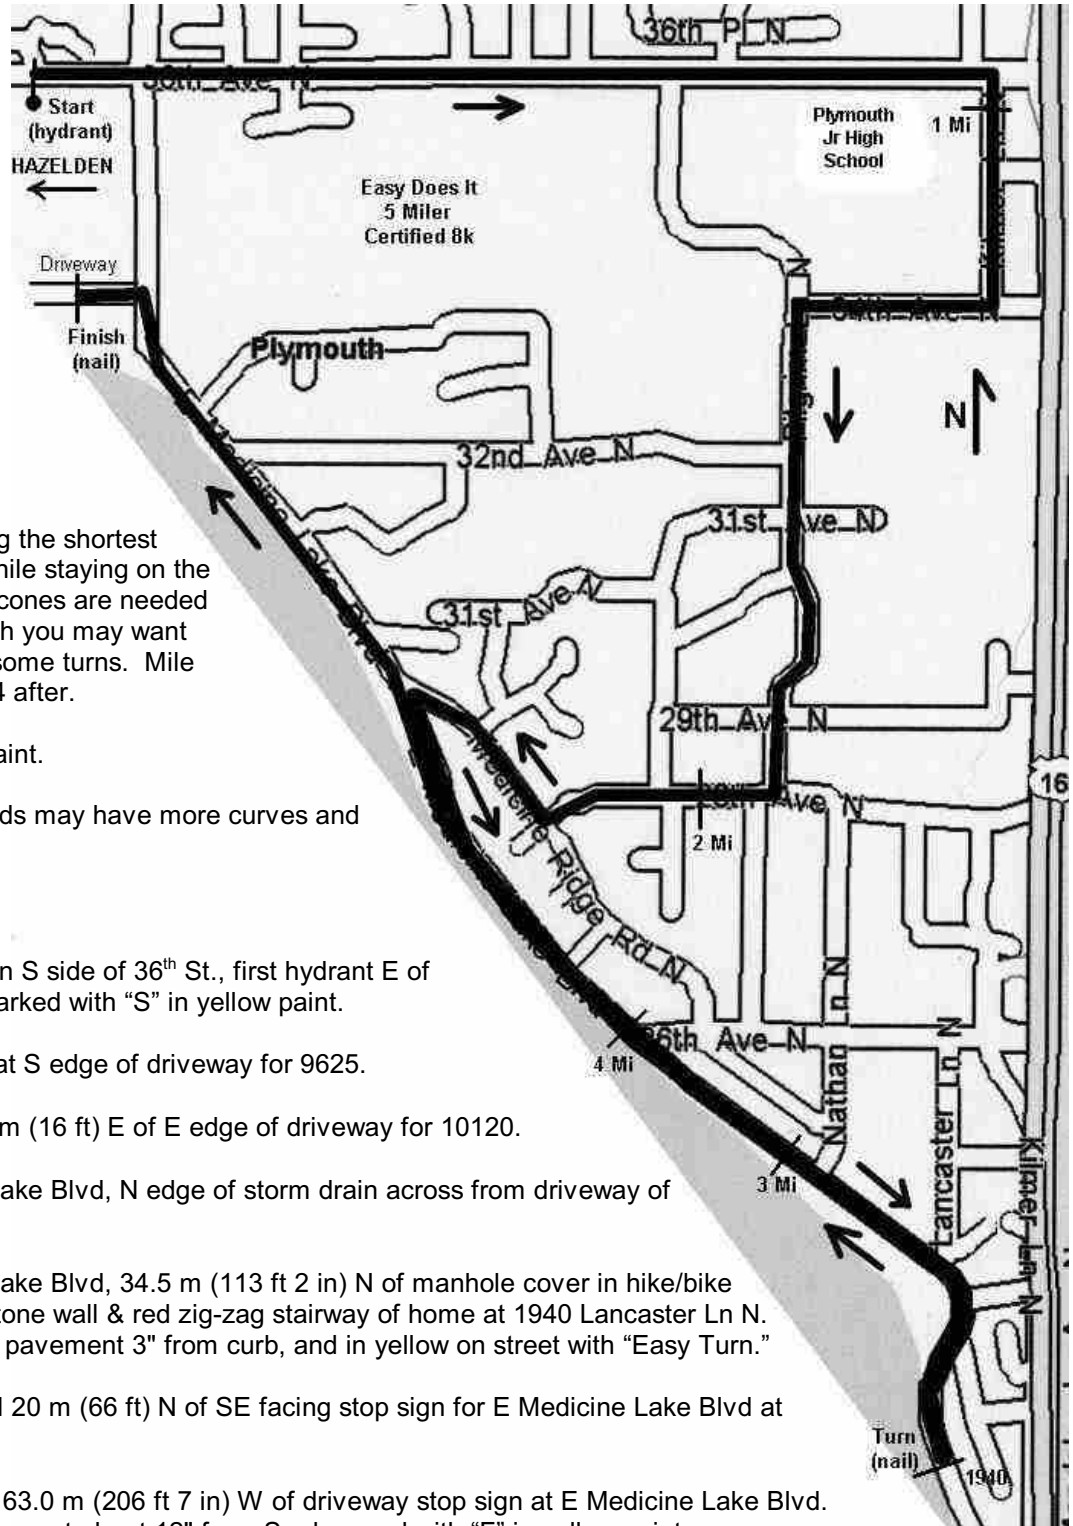 36th Pl N
36th Ave N
Start
(hydrant)
HAZELDEN
Plymouth
Jr High
School
1 Mi
Easy Does It
5 Miler
Certified 8k
Driveway
Finish
(nail)
Plymouth
34th Ave N
N
N
32nd Ave N
Medicine Lake Blvd
31st Ave N
31st Ave N
g the shortest
hile staying on the
cones are needed
h you may want
some turns. Mile
4 after.
29th Ave N
aint.
16
ds may have more curves and
28th Ave N
2 Mi
Medicine Ridge Rd N
n S side of 36th St., first hydrant E of
arked with “S” in yellow paint.
26th Ave N
4 Mi
at S edge of driveway for 9625.
Nathan Ln N
Lancaster Ln N
Kilmer Ln N
m (16 ft) E of E edge of driveway for 10120.
3 Mi
ake Blvd, N edge of storm drain across from driveway of
ake Blvd, 34.5 m (113 ft 2 in) N of manhole cover in hike/bike
tone wall & red zig-zag stairway of home at 1940 Lancaster Ln N.
pavement 3" from curb, and in yellow on street with “Easy Turn.”
l 20 m (66 ft) N of SE facing stop sign for E Medicine Lake Blvd at
Turn
(nail)
1940
63.0 m (206 ft 7 in) W of driveway stop sign at E Medicine Lake Blvd.